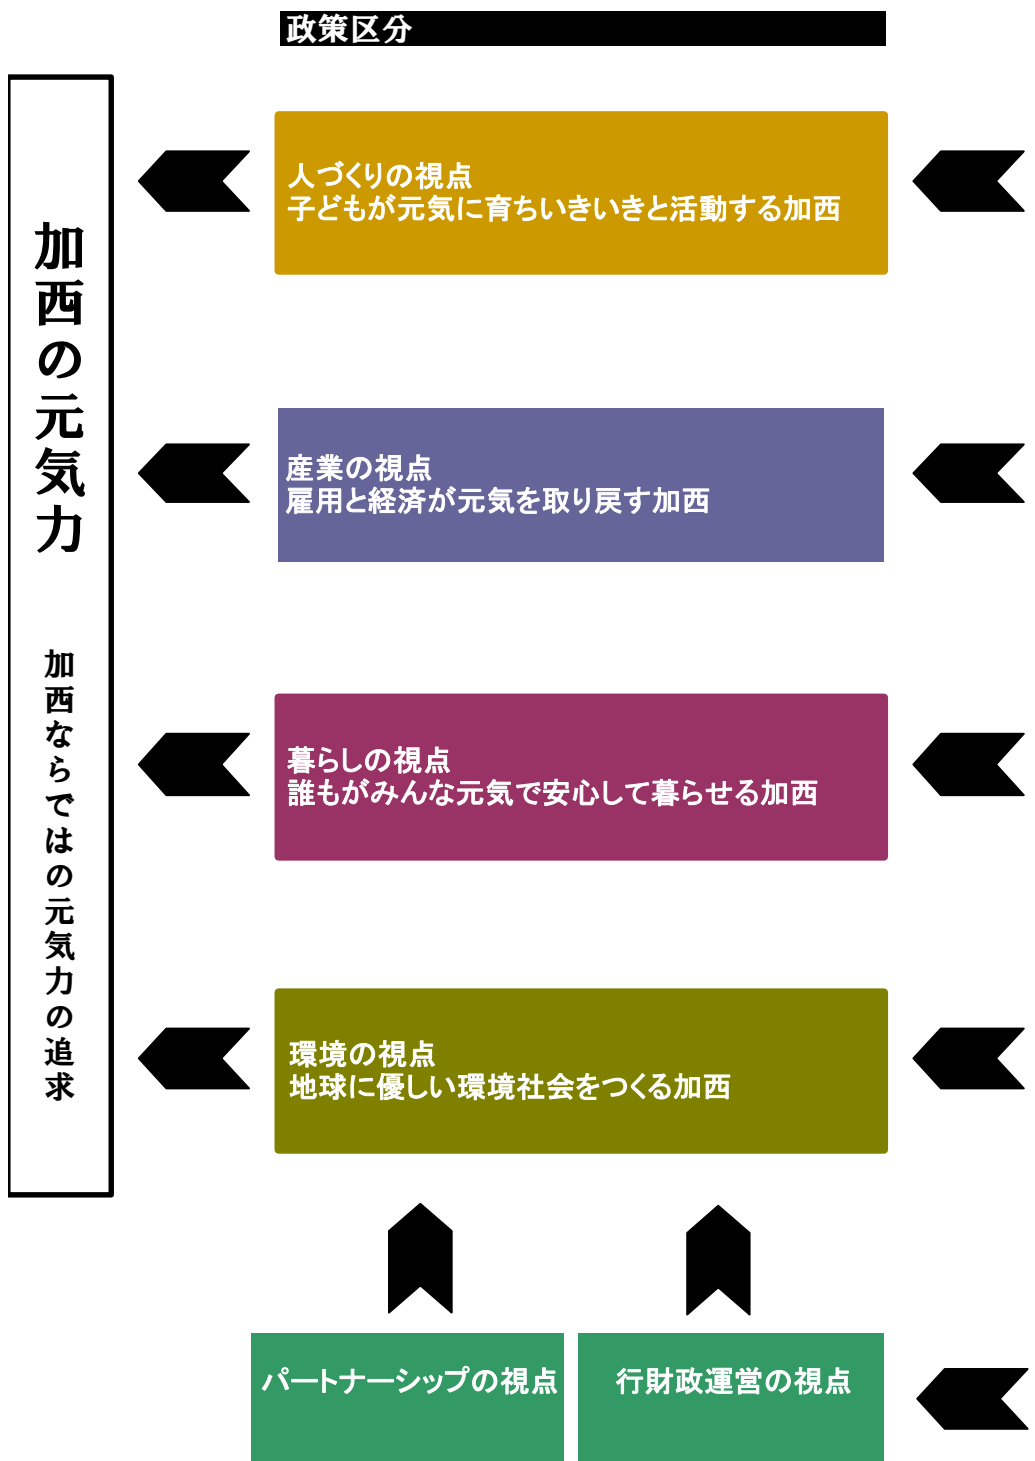 政策区分
加西の元気力
加西ならではの元気力の追求
人づくりの視点
子どもが元気に育ちいきいきと活動する加西
産業の視点
雇用と経済が元気を取り戻す加西
暮らしの視点
誰もがみんな元気で安心して暮らせる加西
環境の視点
地球に優しい環境社会をつくる加西
パートナーシップの視点
行財政運営の視点